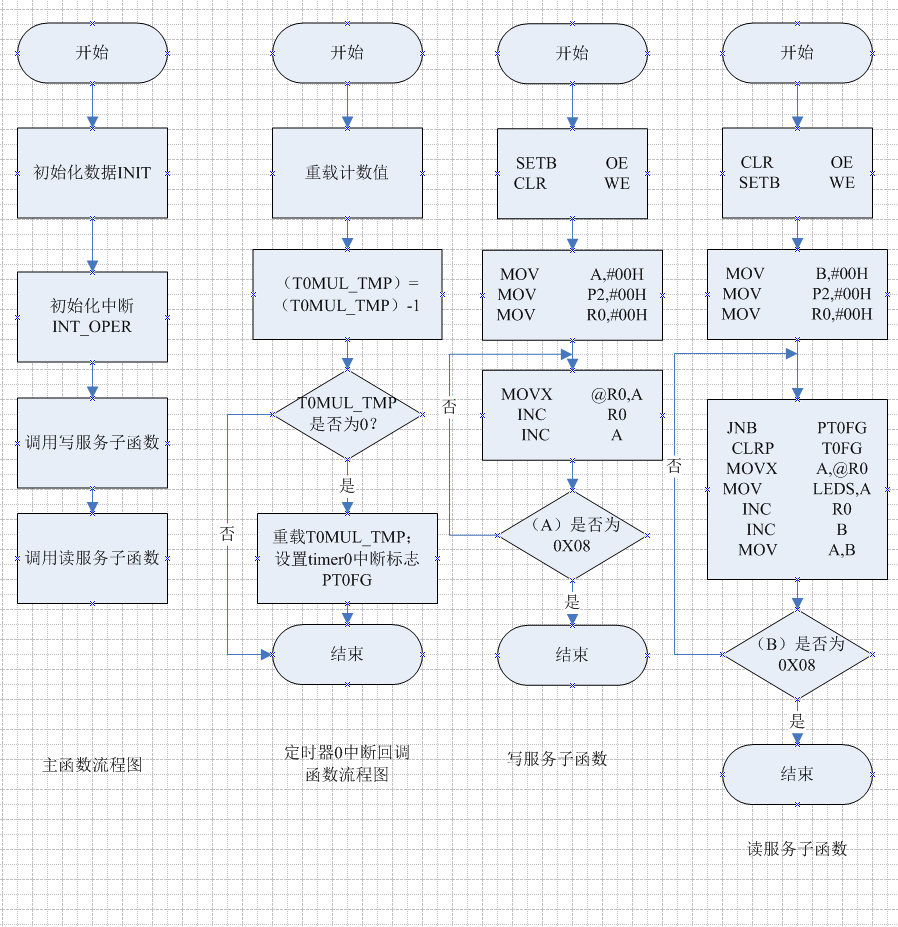 开始
初始化数据INIT
初始化中断
INT_OPER
调用写服务子函数
调用读服务子函数
主函数流程图
开始
重载计数值
（T0MUL_TMP）=
（T0MUL_TMP）-1
T0MUL_TMP
是否为0?
是
否
重载T0MUL_TMP;
设置timer0中断标志
PT0FG
结束
定时器0中断回调
函数流程图
开始
SETB OE
CLR WE
MOV A,#00H
MOV P2,#00H
MOV R0,#00H
否
MOVX @R0,A
INC R0
INC A
（A）是否为
0X08
是
结束
写服务子函数
开始
CLR OE
SETB WE
MOV B,#00H
MOV P2,#00H
MOV R0,#00H
否
JNB PT0FG
CLRP T0FG
MOVX A,@R0
MOV LEDS,A
INC R0
INC B
MOV A,B
（B）是否为
0X08
是
结束
读服务子函数